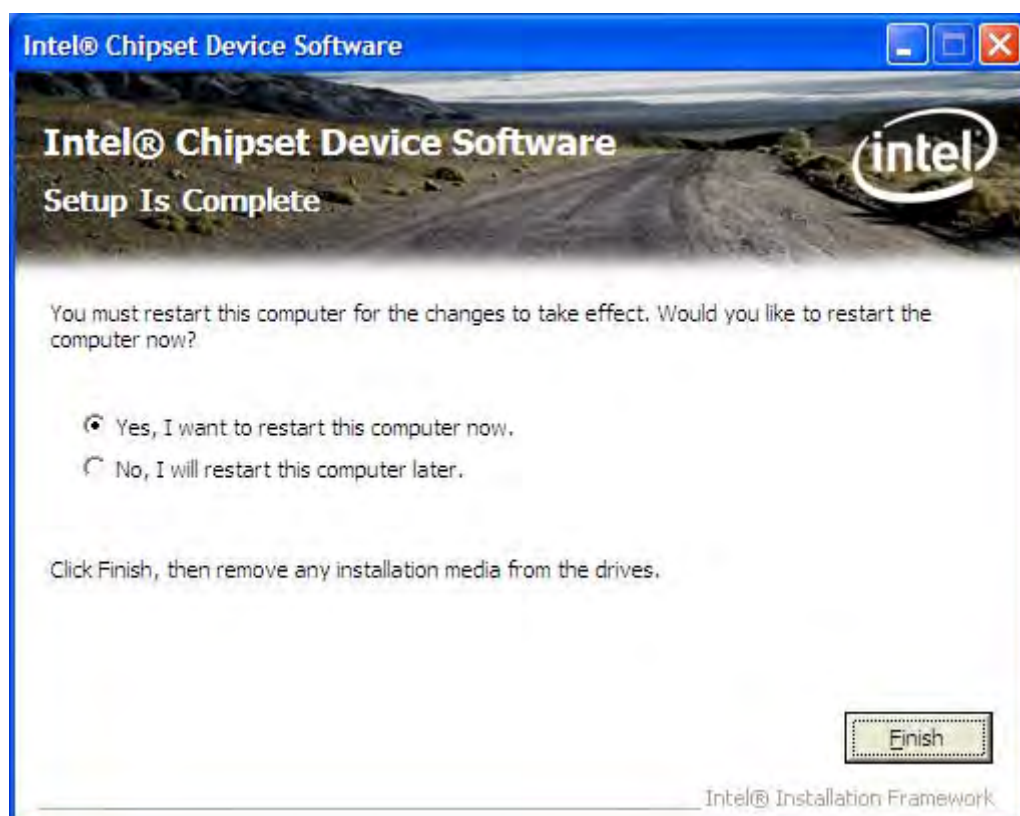 Intel® Chipset Device Software
Intel® Chipset Device Software
intel
Setup Is Complete
You must restart this computer for the changes to take effect. Would you like to restart the
computer now?
Yes, I want to restart this computer now.
No, I will restart this computer later.
Click Finish, then remove any installation media from the drives.
Finish
Intel® Installation Framework